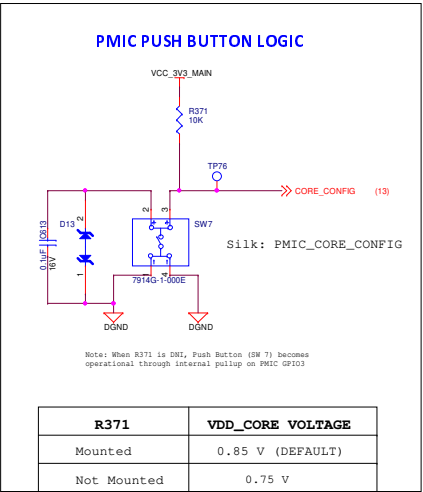 PMIC PUSH BUTTON LOGIC
VCC_3V3_MAIN
R371
10K
TP76
CORE_CONFIG (13)
C613
0.1uF
16V
D13
2
1
2
3
SW7
1
4
7914G-1-000E
Silk: PMIC_CORE_CONFIG
DGND
DGND
Note: When R371 is DNI, Push Button (SW 7) becomes
operational through internal pullup on PMIC GPIO3
R371 VDD_CORE VOLTAGE
Mounted 0.85 V (DEFAULT)
Not Mounted 0.75 V